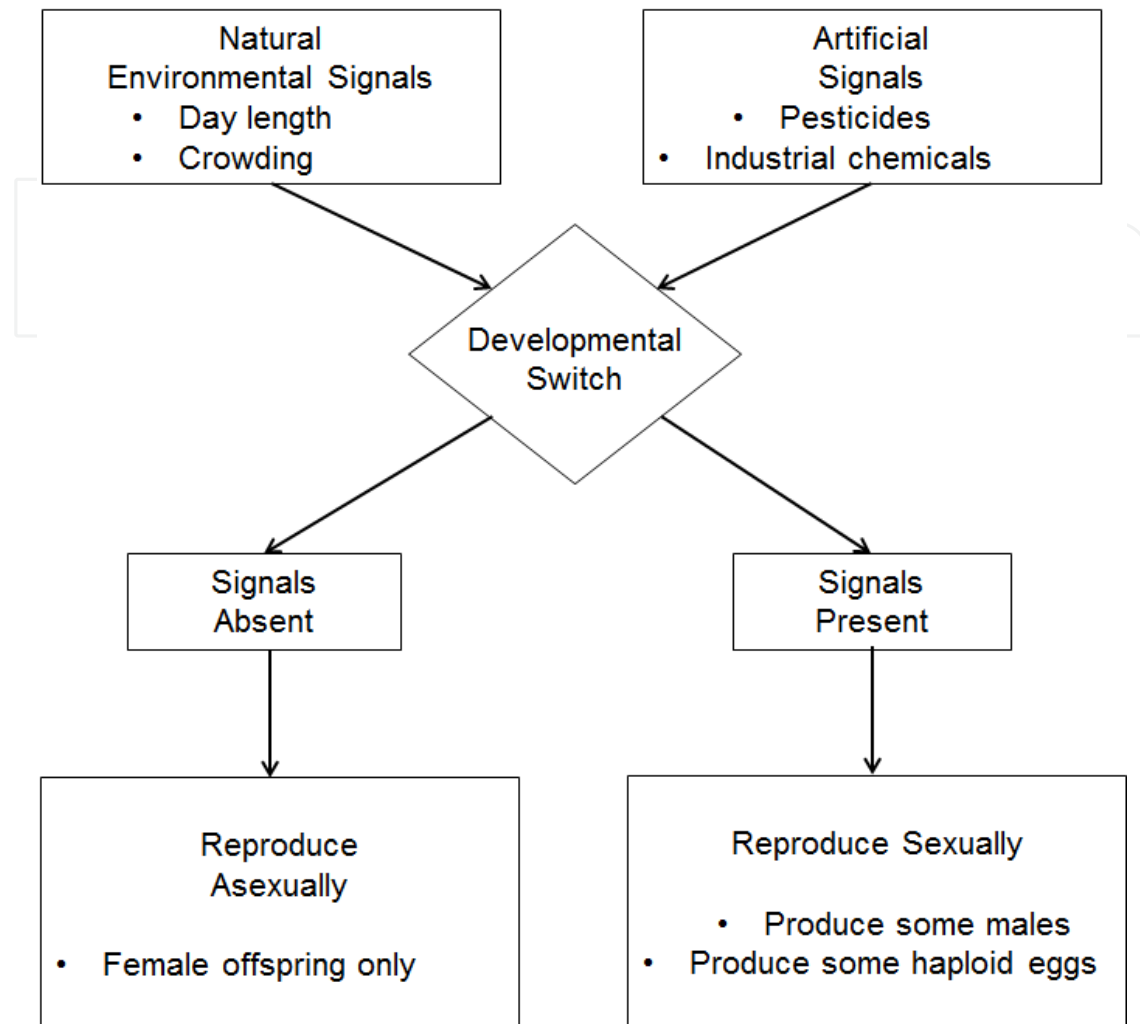 Natural
Environmental Signals
• Day length
• Crowding
Artificial
Signals
• Pesticides
• Industrial chemicals
Developmental
Switch
Signals
Absent
Signals
Present
Reproduce
Asexually
• Female offspring only
Reproduce Sexually
• Produce some males
• Produce some haploid eggs